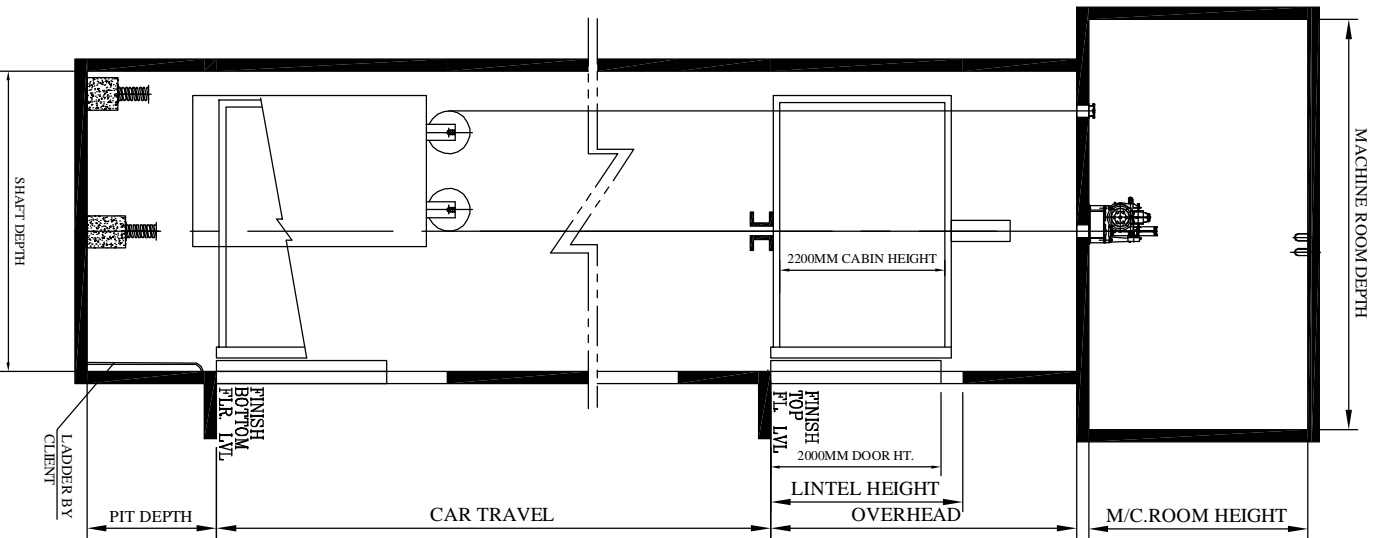 MACHINE ROOM DEPTH
SHAFT DEPTH
2200MM CABIN HEIGHT
FINISH
BOTTOM
FLR. LVL
FINISH
TOP
FL. LVL
2000MM DOOR HT.
LADDER BY
CLIENT
LINTEL HEIGHT
PIT DEPTH
CAR TRAVEL
OVERHEAD
M/C.ROOM HEIGHT